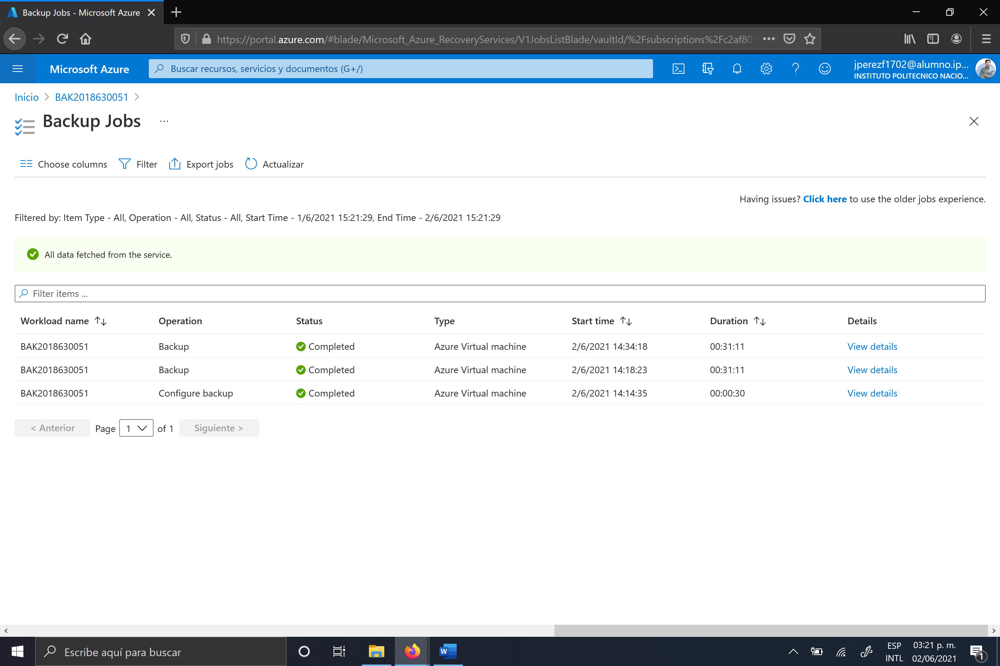 Backup Jobs - Microsoft Azure
https://portal.azure.com/#blade/Microsoft_Azure_RecoveryServices/V1JobsListBlade/vaultId/%2Fsubscriptions%2Fc2af801
Microsoft Azure
Buscar recursos, servicios y documentos (G+/)
jperezf1702@alumno.ip...
INSTITUTO POLITECNICO NACIO...
Inicio > BAK2018630051 >
Backup Jobs ...
Choose columns Filter Export jobs Actualizar
Having issues? Click here to use the older jobs experience.
Filtered by: Item Type - All, Operation - All, Status - All, Start Time - 1/6/2021 15:21:29, End Time - 2/6/2021 15:21:29
All data fetched from the service.
Filter items ...
Workload name Operation Status Type Start time Duration Details
BAK2018630051 Backup Completed Azure Virtual machine 2/6/2021 14:34:18 00:31:11 View details
BAK2018630051 Backup Completed Azure Virtual machine 2/6/2021 14:18:23 00:31:11 View details
BAK2018630051 Configure backup Completed Azure Virtual machine 2/6/2021 14:14:35 00:00:30 View details
< Anterior Page 1 of 1 Siguiente >
Escribe aquí para buscar
W
ESP
INTL
03:21 p. m.
02/06/2021
1